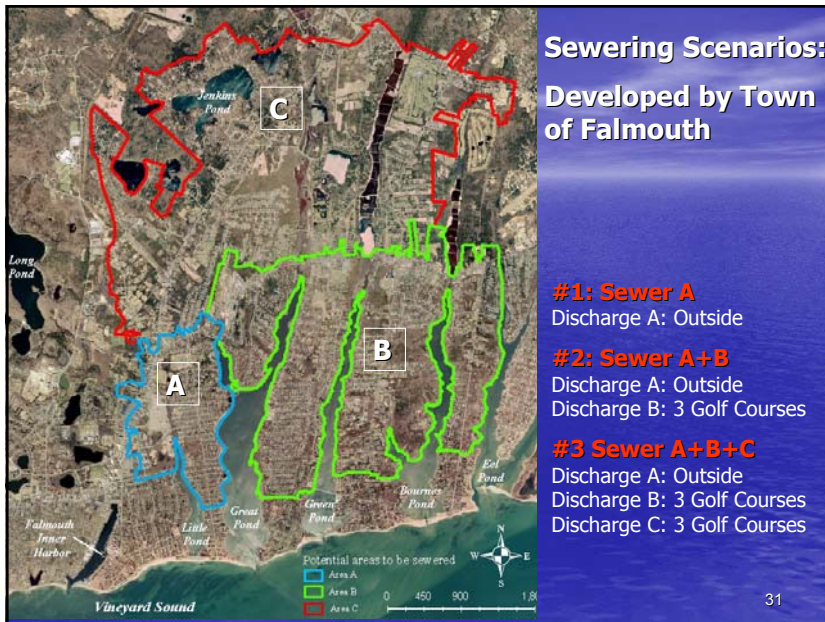 Sewering Scenarios:
Developed by Town
of Falmouth
#1: Sewer A
Discharge A: Outside
#2: Sewer A+B
Discharge A: Outside
Discharge B: 3 Golf Courses
#3 Sewer A+B+C
Discharge A: Outside
Discharge B: 3 Golf Courses
Discharge C: 3 Golf Courses
31
Jenkins
Pond
C
Long
Pond
B
A
Eel
Pond
Bournes
Pond
Green
Pond
Great
Pond
Little
Pond
Falmouth
Inner
Harbor
Vineyard Sound
Potential areas to be sewered
Area A
Area B
Area C
0 450 900 1,80
N
W E
S